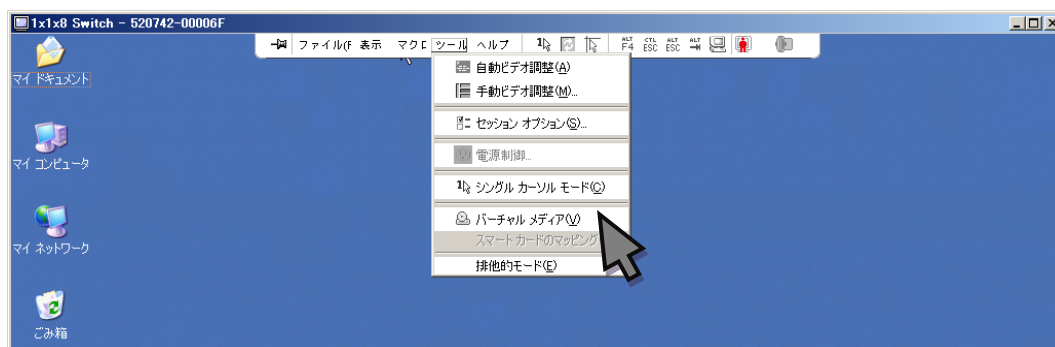 1x1x8 Switch - 520742-00006F
ファイル(F 表示 マクロ ツール ヘルプ
ALT F4 CTL ESC ALT ESC ALT
自動ビデオ調整(A)
手動ビデオ調整(M)...
セッション オプション(S)...
電源制御...
シングル カーソル モード(C)
バーチャル メディア(V)
スマート カードのマッピング
排他的モード(E)
マイ ドキュメント
マイ コンピュータ
マイ ネットワーク
ごみ箱